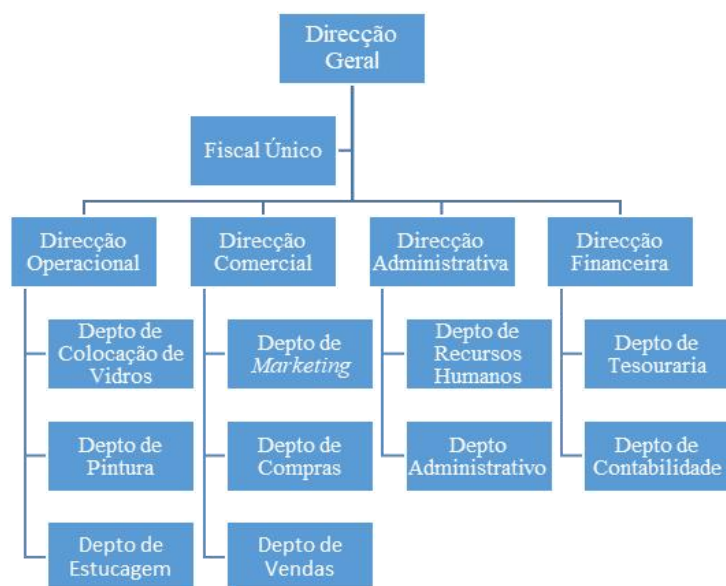 Direcção
Geral
Fiscal Único
Direcção
Operacional
Direcção
Comercial
Direcção
Administrativa
Direcção
Financeira
Depto de
Colocação de
Vidros
Depto de
Marketing
Depto de
Recursos
Humanos
Depto de
Tesouraria
Depto de
Pintura
Depto de
Compras
Depto
Administrativo
Depto de
Contabilidade
Depto de
Estucagem
Depto de
Vendas